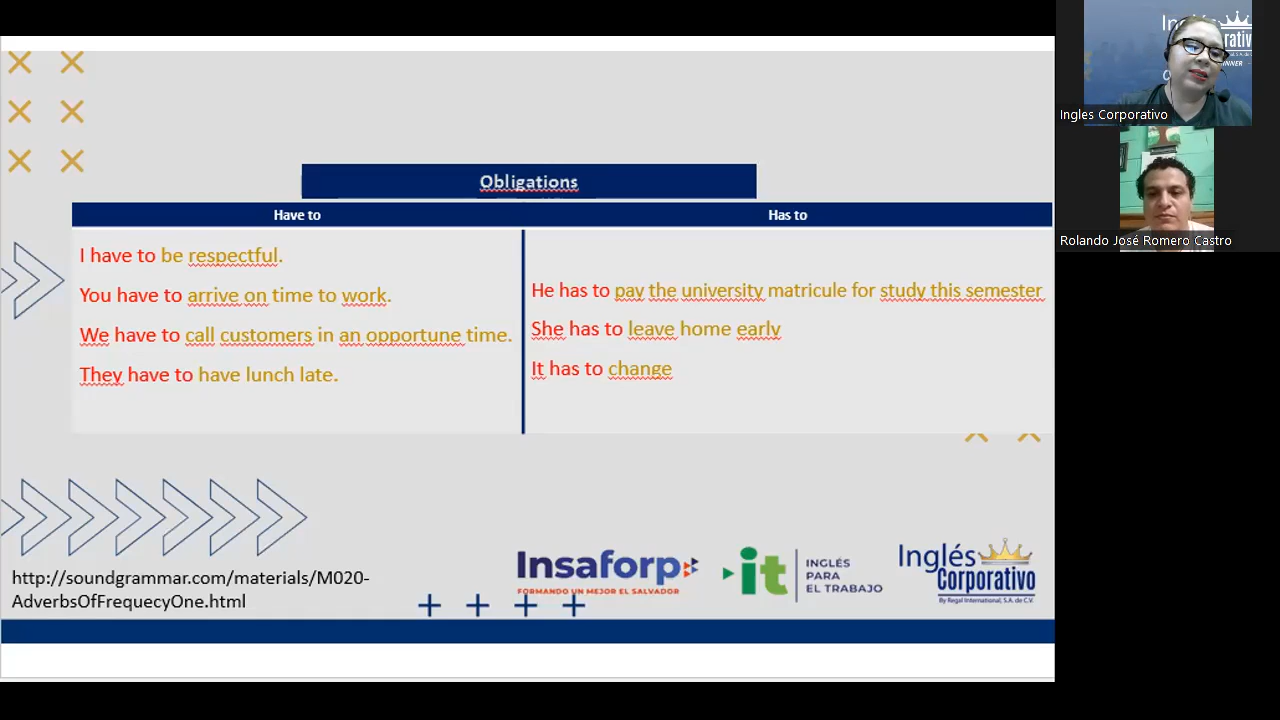 Obligations
Have to
Has to
I have to be respectful.
You have to arrive on time to work.
We have to call customers in an opportune time.
They have to have lunch late.
He has to pay the university matricule for study this semester
She has to leave home early
It has to change
http://soundgrammar.com/materials/M020-
AdverbsOfFrequecyOne.html
Insaforp
FORMANDO UN MEJOR EL SALVADOR
it
INGLÉS
PARA
EL TRABAJO
Inglés
Corporativo
By Regal International, S.A. de C.V.
Ingles Corporativo
Rolando José Romero Castro